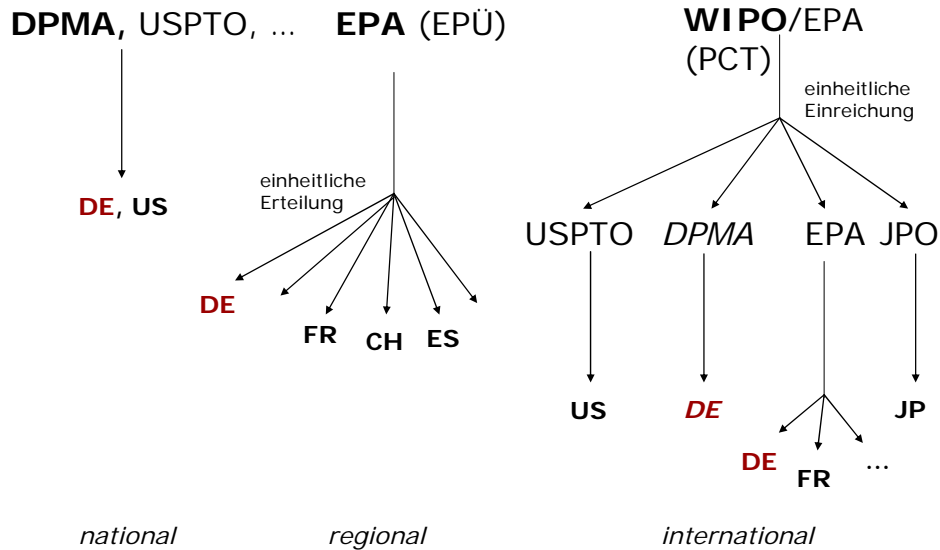 DPMA, USPTO, ...
EPA (EPÜ)
WIPO/EPA
(PCT)
einheitliche
Einreichung
einheitliche
Erteilung
DE, US
USPTO
DPMA
EPA
JPO
DE
FR
CH
ES
US
DE
JP
DE
FR
...
national
regional
international